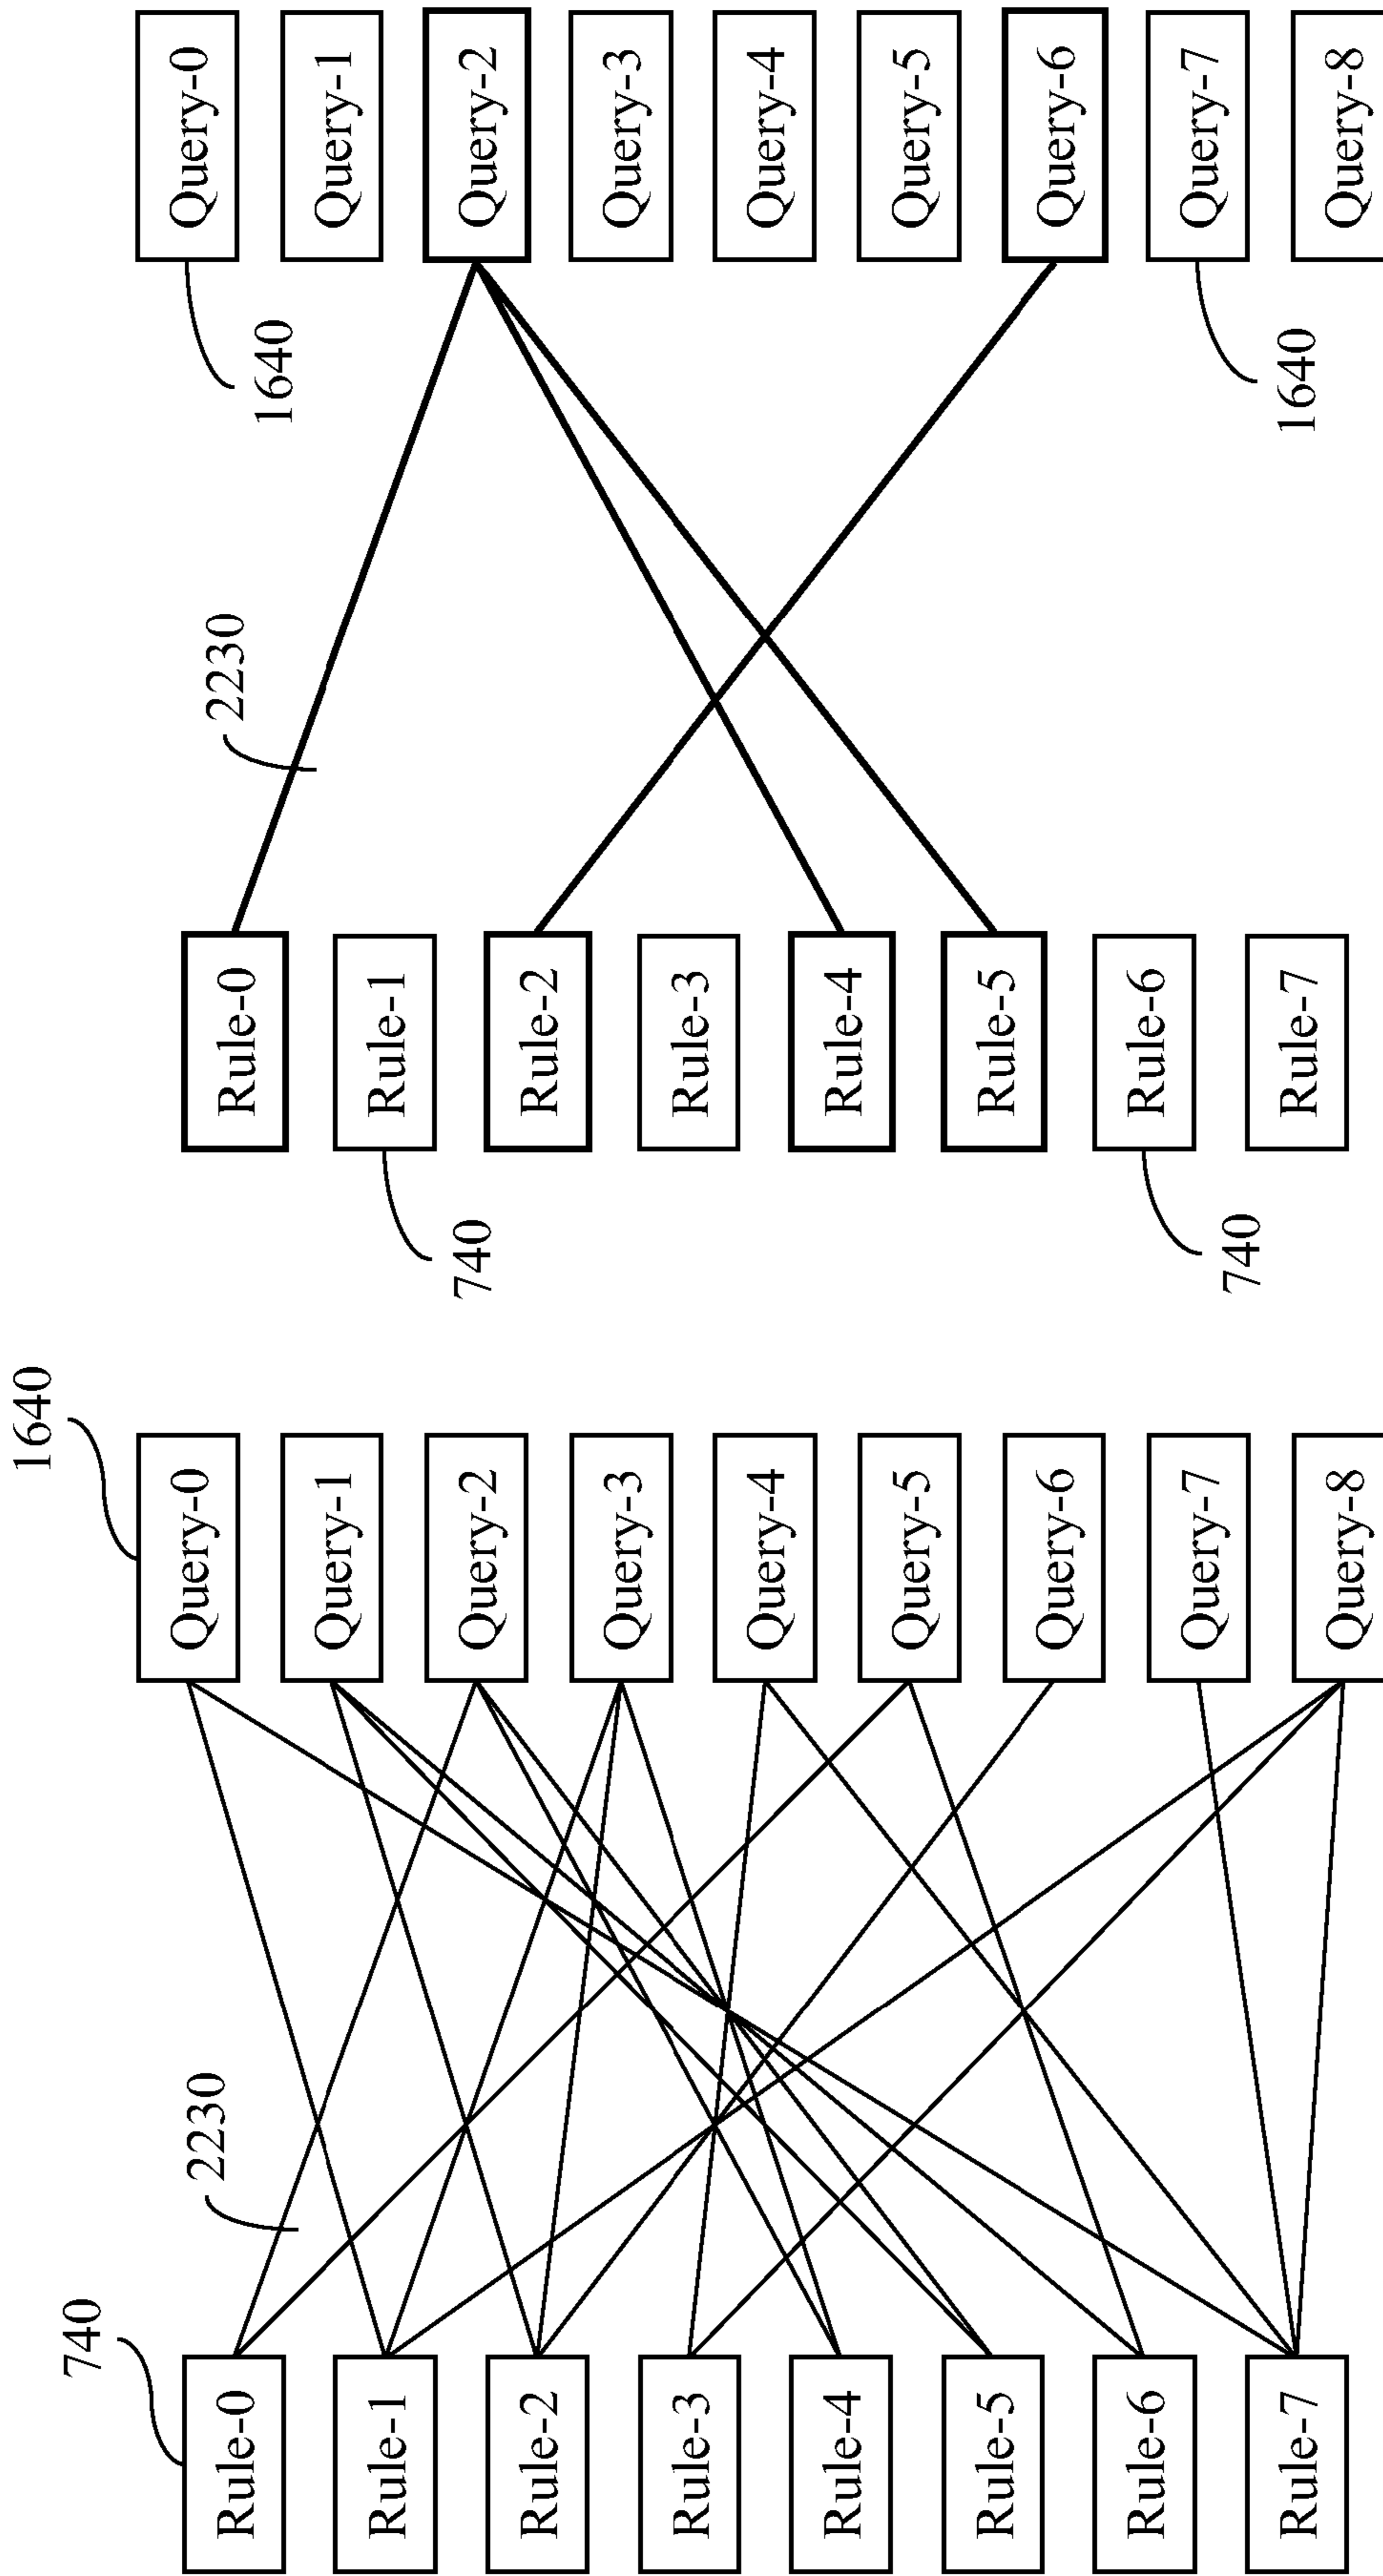 740
2230
1640
Rule-0
Rule-1
Rule-2
Rule-3
Rule-4
Rule-5
Rule-6
Rule-7
Query-0
Query-1
Query-2
Query-3
Query-4
Query-5
Query-6
Query-7
Query-8
740
740
2230
1640
1640
Rule-0
Rule-1
Rule-2
Rule-3
Rule-4
Rule-5
Rule-6
Rule-7
Query-0
Query-1
Query-2
Query-3
Query-4
Query-5
Query-6
Query-7
Query-8